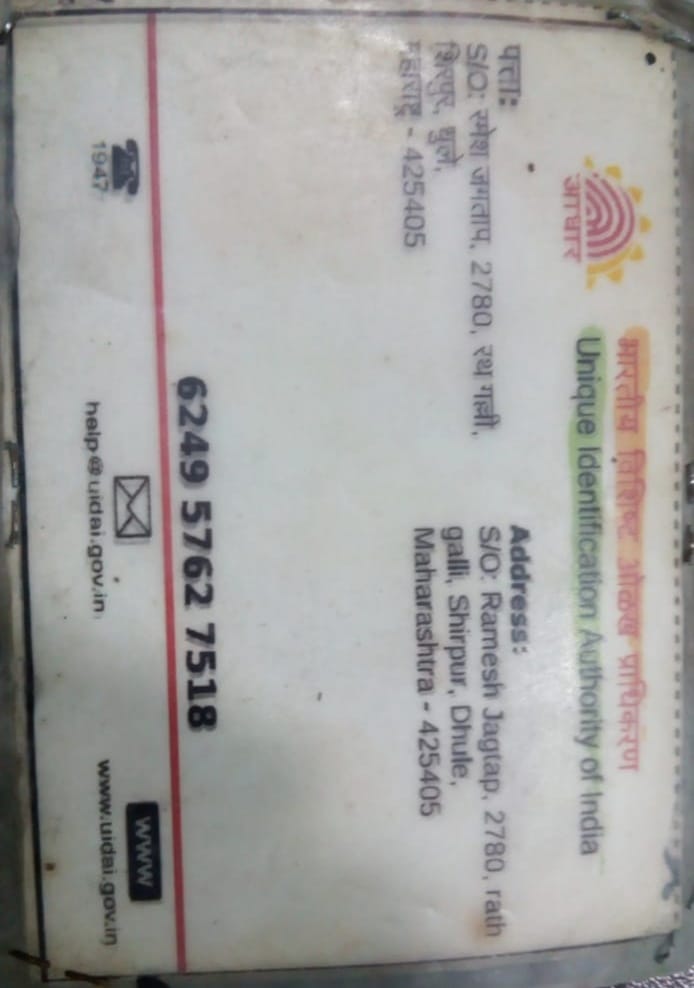 आधार
भारतीय विशिष्ट ओळख प्राधिकरण
Unique Identification Authority of India
पत्ता:
S/O: रमेश जगताप, 2780, रथ गल्ली,
शिरपुर, धुले,
महाराष्ट्र - 425405
Address:
S/O: Ramesh Jagtap, 2780, rath
galli, Shirpur, Dhule,
Maharashtra - 425405
6249 5762 7518
1947
help@uidai.gov.in
WWW
www.uidai.gov.in